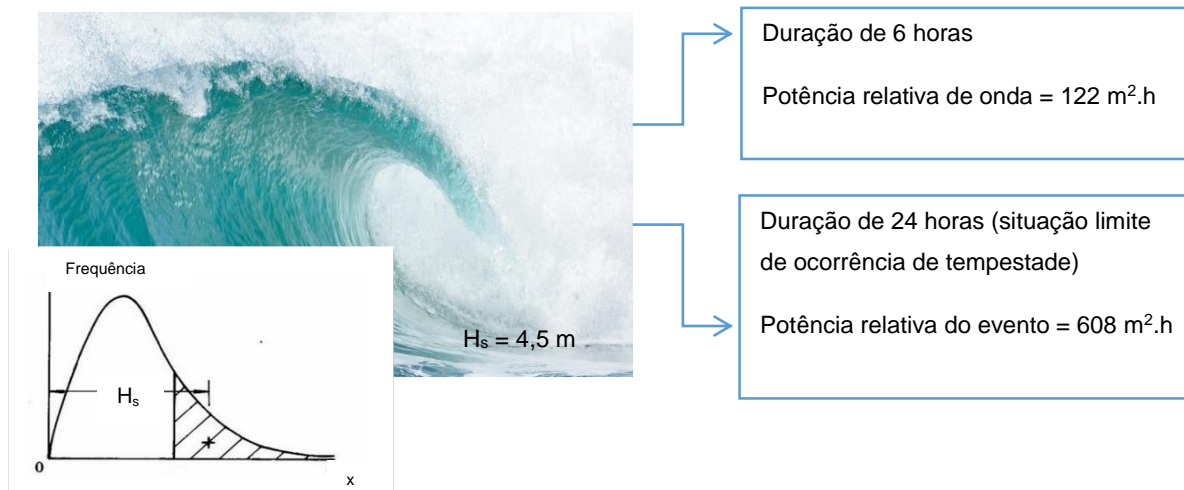 Duração de 6 horas
Potência relativa de onda = 122 m².h
Duração de 24 horas (situação limite
de ocorrência de tempestade)
Potência relativa do evento = 608 m².h
Hₛ = 4,5 m
Frequência
Hₛ
0
x